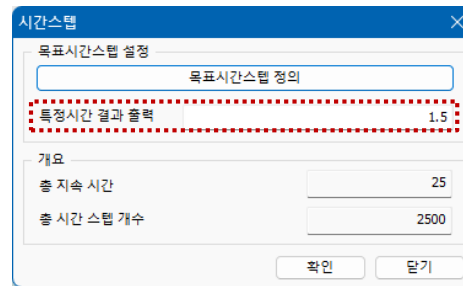 시간스텝
목표시간스텝 설정
목표시간스텝 정의
특정시간 결과 출력 1.5
개요
총 지속 시간 25
총 시간 스텝 개수 2500
확인 닫기